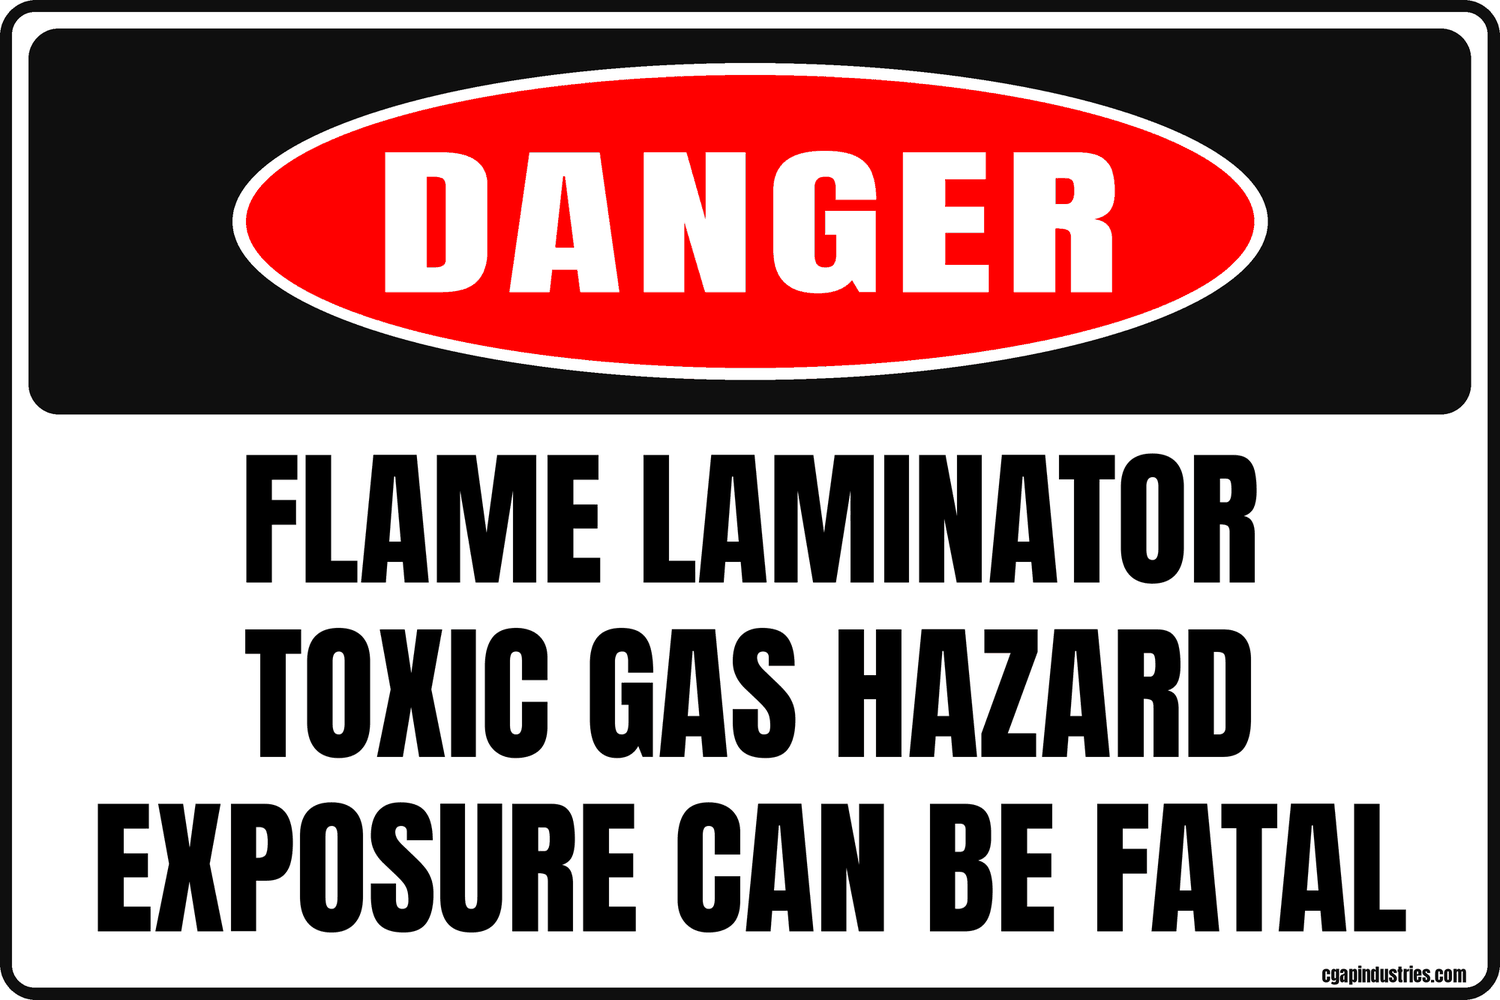 DANGER
FLAME LAMINATOR
TOXIC GAS HAZARD
EXPOSURE CAN BE FATAL
cgapindustries.com